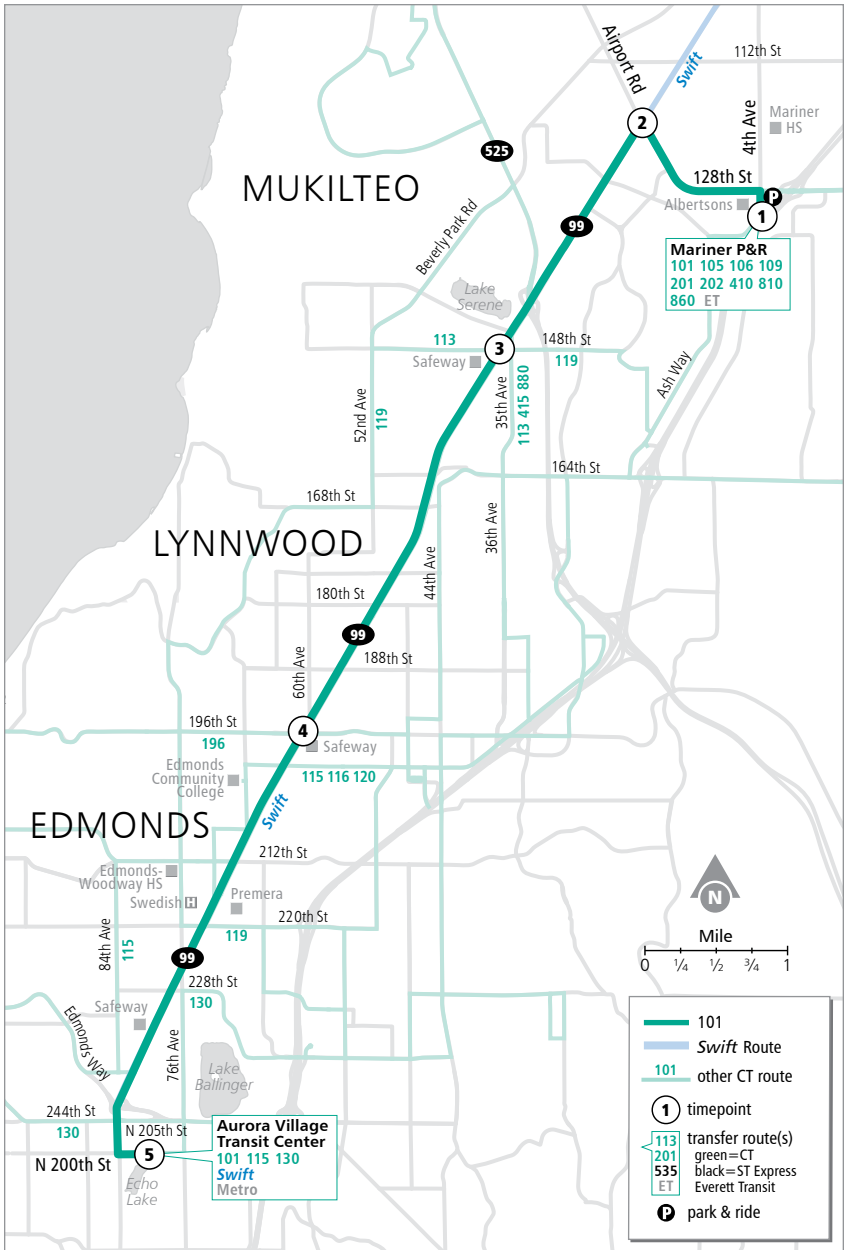 Airport Rd
112th St
Swift
2
4th Ave
Mariner
HS
525
128th St
MUKILTEO
Albertsons
P
1
99
Beverly Park Rd
Mariner P&R
101 105 106 109
201 202 410 810
860 ET
Lake
Serene
113
3
148th St
119
Safeway
35th Ave
113 415 880
Ash Way
52nd Ave
119
164th St
168th St
36th Ave
LYNNWOOD
44th Ave
180th St
99
188th St
60th Ave
196th St
196
4
Safeway
Edmonds
Community
College
115 116 120
Swift
EDMONDS
212th St
Edmonds-
Woodway HS
Swedish H
Premera
220th St
119
84th Ave
115
99
228th St
130
Safeway
Edmonds Way
76th Ave
Lake
Ballinger
244th St
130
N 205th St
N 200th St
5
Echo
Lake
Aurora Village
Transit Center
101 115 130
Swift
Metro
N
Mile
0 ¼ ½ ¾ 1
101
Swift Route
101 other CT route
1 timepoint
113 transfer route(s)
201 green=CT
535 black=ST Express
ET Everett Transit
P park & ride